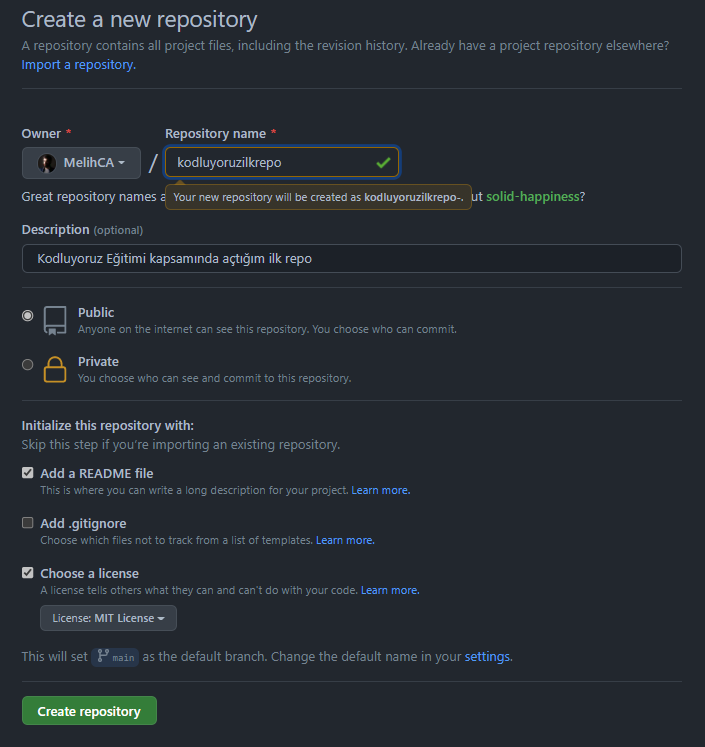 Create a new repository
A repository contains all project files, including the revision history. Already have a project repository elsewhere?
Import a repository.
Owner *
Repository name *
MelihCA / kodluyoruzilkrepo
Great repository names a
Your new repository will be created as kodluyoruzilkrepo-.
ut solid-happiness?
Description (optional)
Kodluyoruz Eğitimi kapsamında açtığım ilk repo
Public
Anyone on the internet can see this repository. You choose who can commit.
Private
You choose who can see and commit to this repository.
Initialize this repository with:
Skip this step if you're importing an existing repository.
Add a README file
This is where you can write a long description for your project. Learn more.
Add .gitignore
Choose which files not to track from a list of templates. Learn more.
Choose a license
A license tells others what they can and can't do with your code. Learn more.
License: MIT License
This will set main as the default branch. Change the default name in your settings.
Create repository